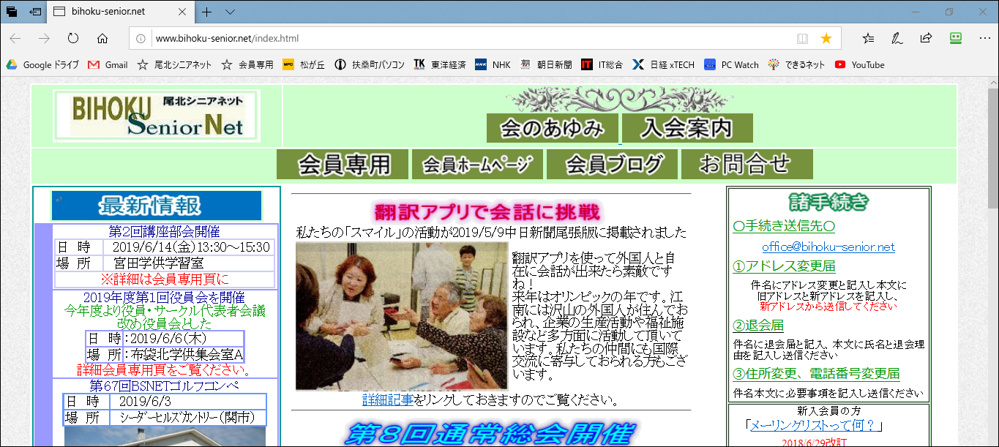 bihoku-senior.net
www.bihoku-senior.net/index.html
Google ドライブ Gmail 尾北シニアネット 会員専用 松が丘 扶桑町パソコン 東洋経済 NHK 朝日新聞 IT総合 日経 xTECH PC Watch できるネット YouTube
BIHOKU 尾北シニアネット
SeniorNet
会のあゆみ 入会案内
会員専用 会員ホームページ 会員ブログ お問合せ
最新情報
第2回講座部会開催
日 時 2019/6/14(金)13:30～15:30
場 所 宮田学供学習室
※詳細は会員専用頁に
2019年度第1回役員会を開催
今年度より役員・サークル代表者会議
改め役員会とした
日 時:2019/6/6(木)
場 所:布袋北学供集会室A
詳細会員専用頁をご覧ください。
第67回BSNETゴルフコンペ
日 時 2019/6/3
場 所 シーダーヒルズカントリー(関市)
翻訳アプリで会話に挑戦
私たちの「スマイル」の活動が2019/5/9中日新聞尾張版に掲載されました
翻訳アプリを使って外国人と自
在に会話が出来たら素敵です
ね！
来年はオリンピックの年です。江
南には沢山の外国人が住んでお
られ、企業の生産活動や福祉施
設など多方面に活動して頂いて
います。私たちの仲間にも国際
交流に寄与しておられる方もござ
います。
詳細記事をリンクしておきますのでご覧ください。
第8回通常総会開催
諸手続き
〇手続き送信先〇
office@bihoku-senior.net
①アドレス変更届
件名にアドレス変更と記入し本文に
旧アドレスと新アドレスを記入し、
新アドレスから送信してください
②退会届
件名に退会届と記入、本文に氏名と退会理
由を記入し送信ください
③住所変更、電話番号変更届
件名本文に必要事項を記入し送信ください
新入会員の方
「メーリングリストって何？」
2018/6/29改訂